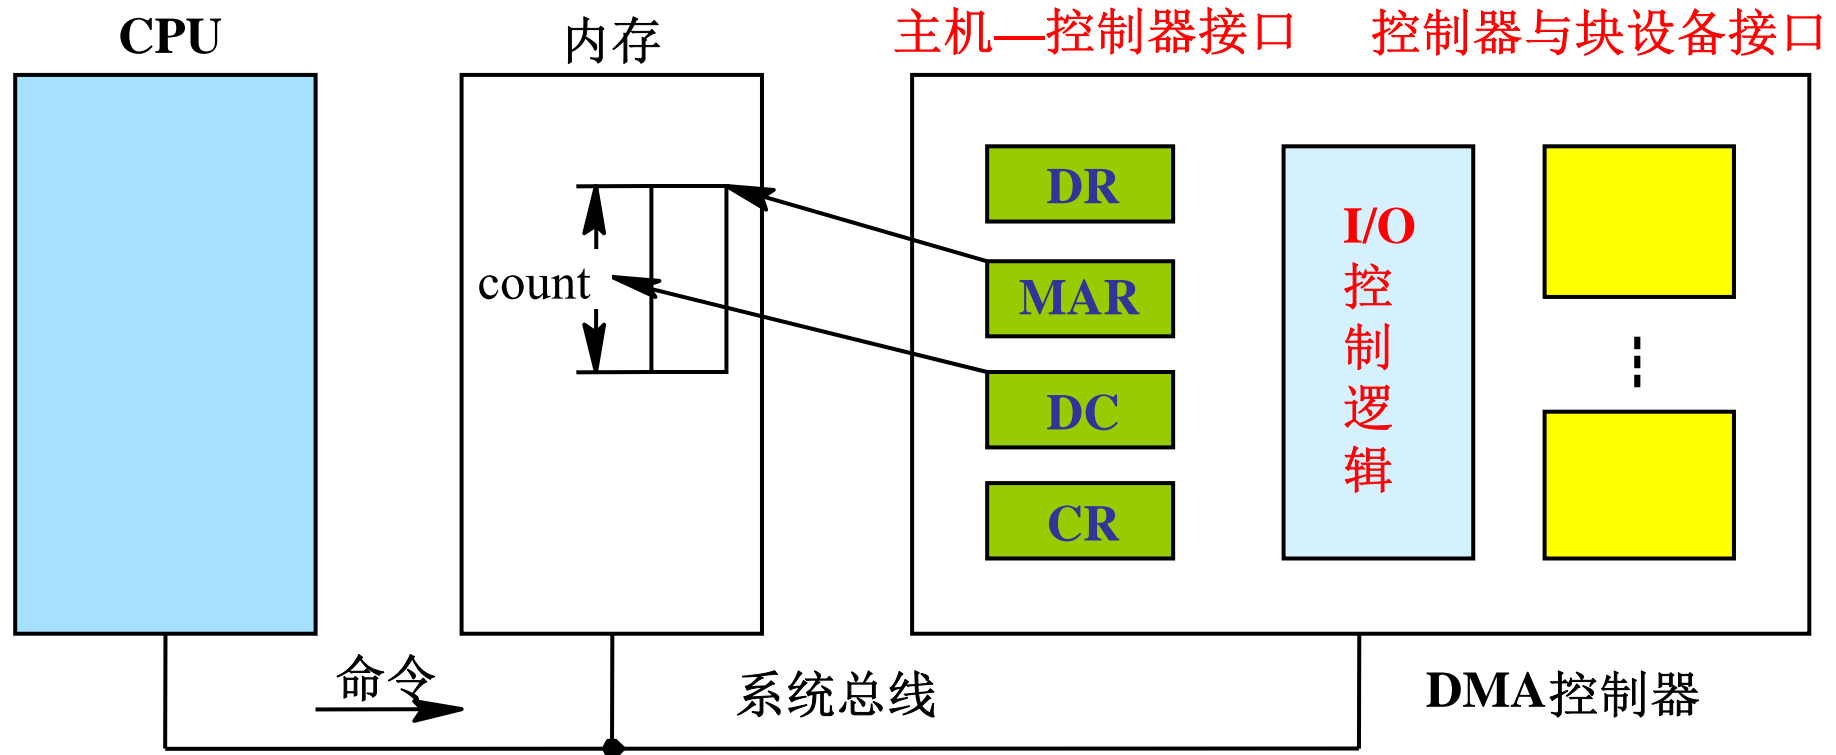 CPU
内存
主机—控制器接口
控制器与块设备接口
DR
MAR
DC
CR
count
I/O
控
制
逻
辑
命令
系统总线
DMA控制器